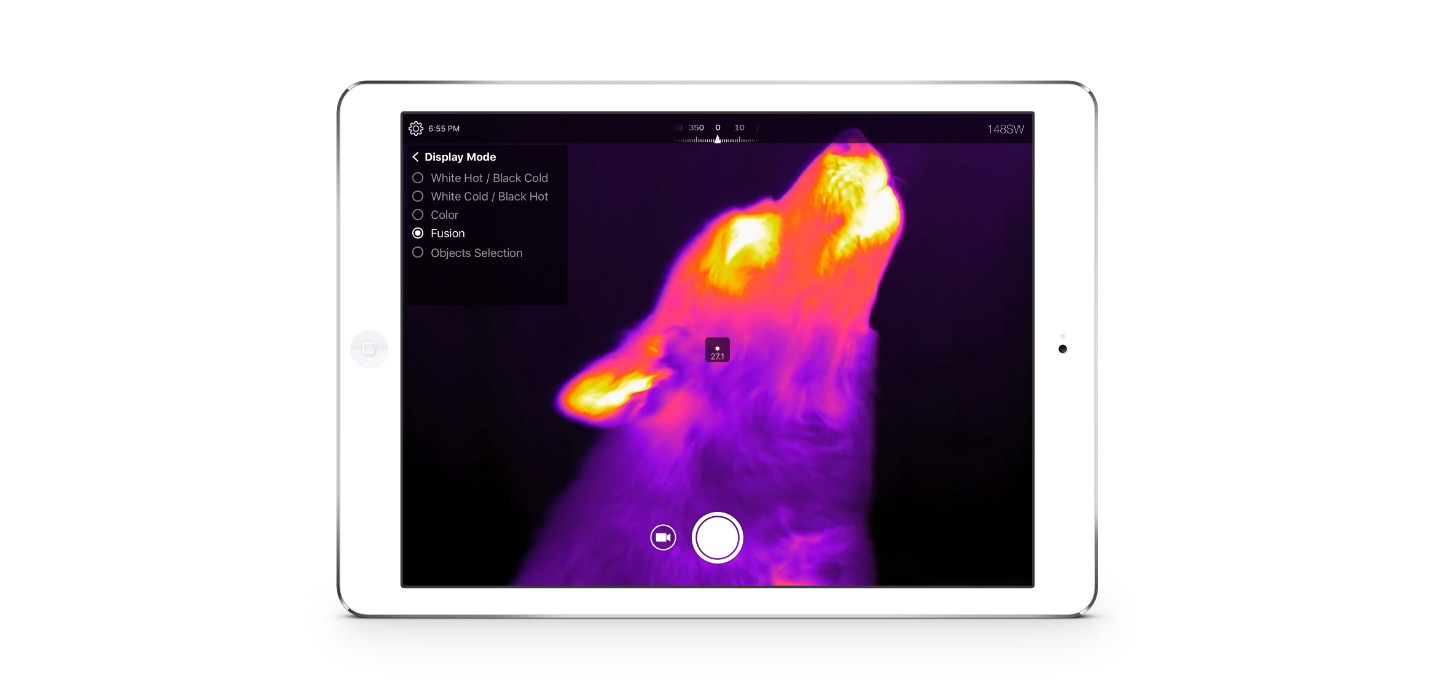 6:55 PM
350 0 10
148SW
Display Mode
White Hot / Black Cold
White Cold / Black Hot
Color
Fusion
Objects Selection
27.1